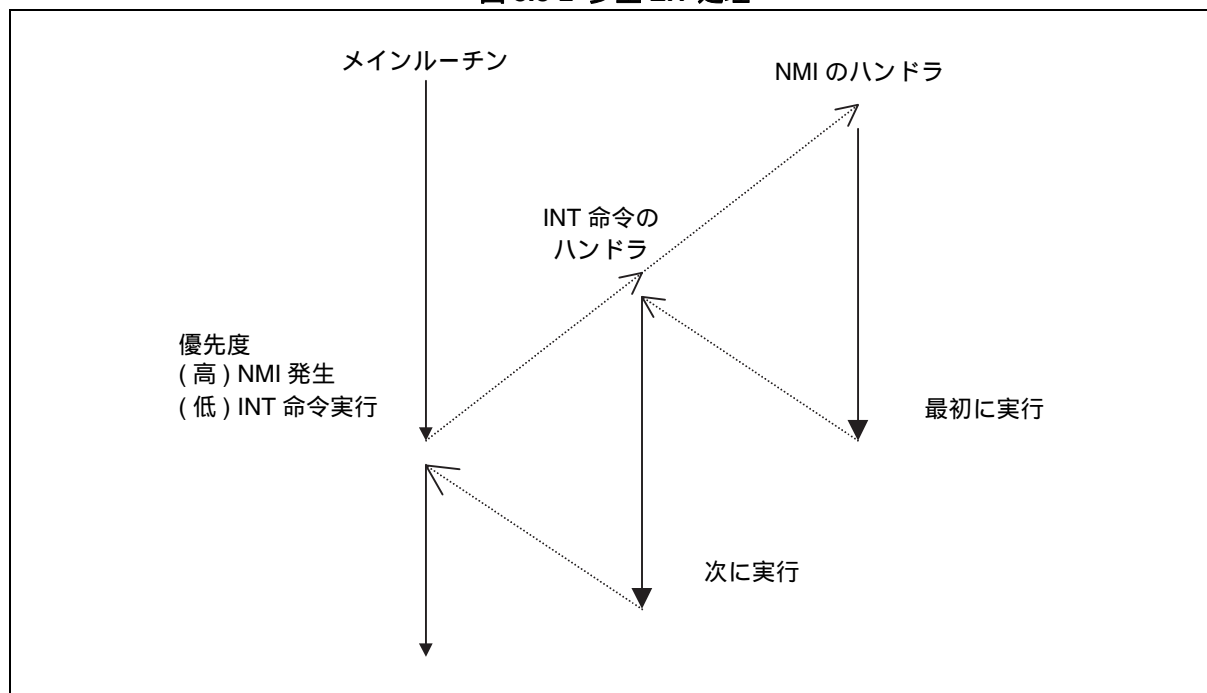 メインルーチン
NMI のハンドラ
INT 命令の
ハンドラ
優先度
( 高 ) NMI 発生
( 低 ) INT 命令実行
最初に実行
次に実行